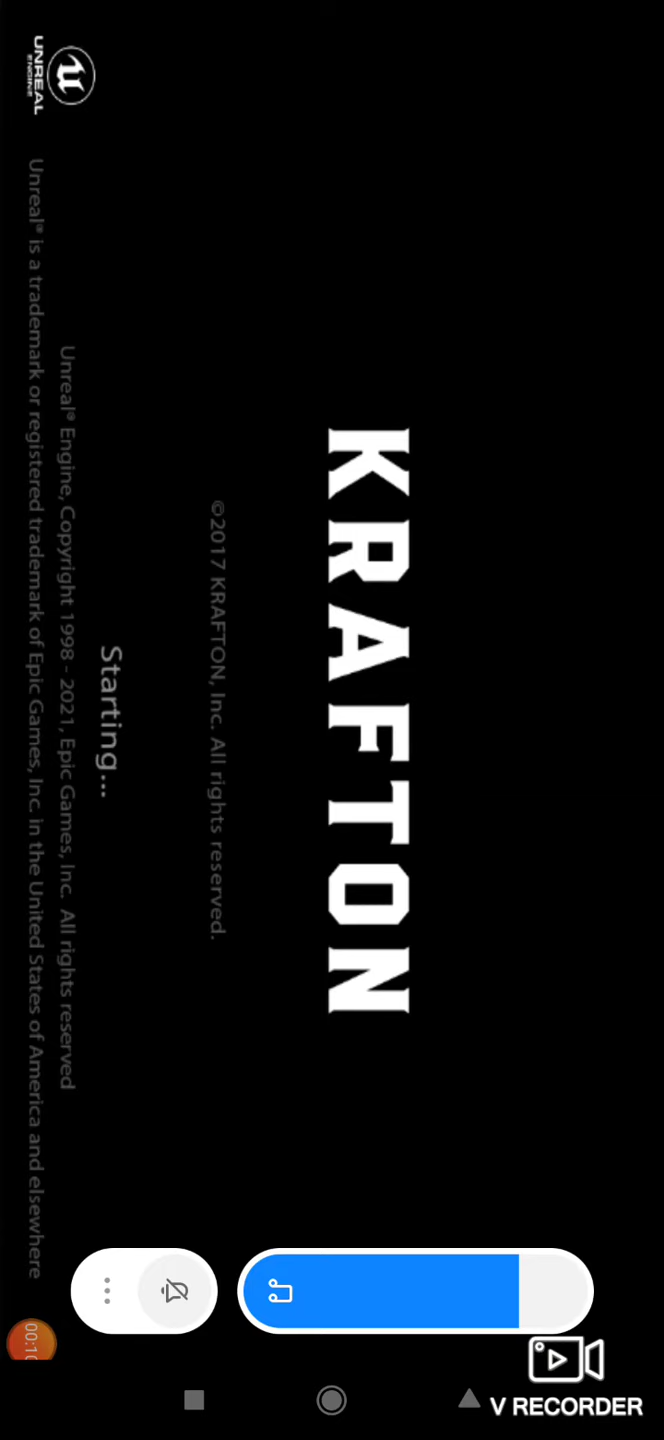 KRAFTON
©2017 KRAFTON, Inc. All rights reserved.
Starting...
Unreal® Engine, Copyright 1998 - 2021, Epic Games, Inc. All rights reserved
Unreal® is a trademark or registered trademark of Epic Games, Inc. in the United States of America and elsewhere
UNREAL
ENGINE
00:10
V RECORDER